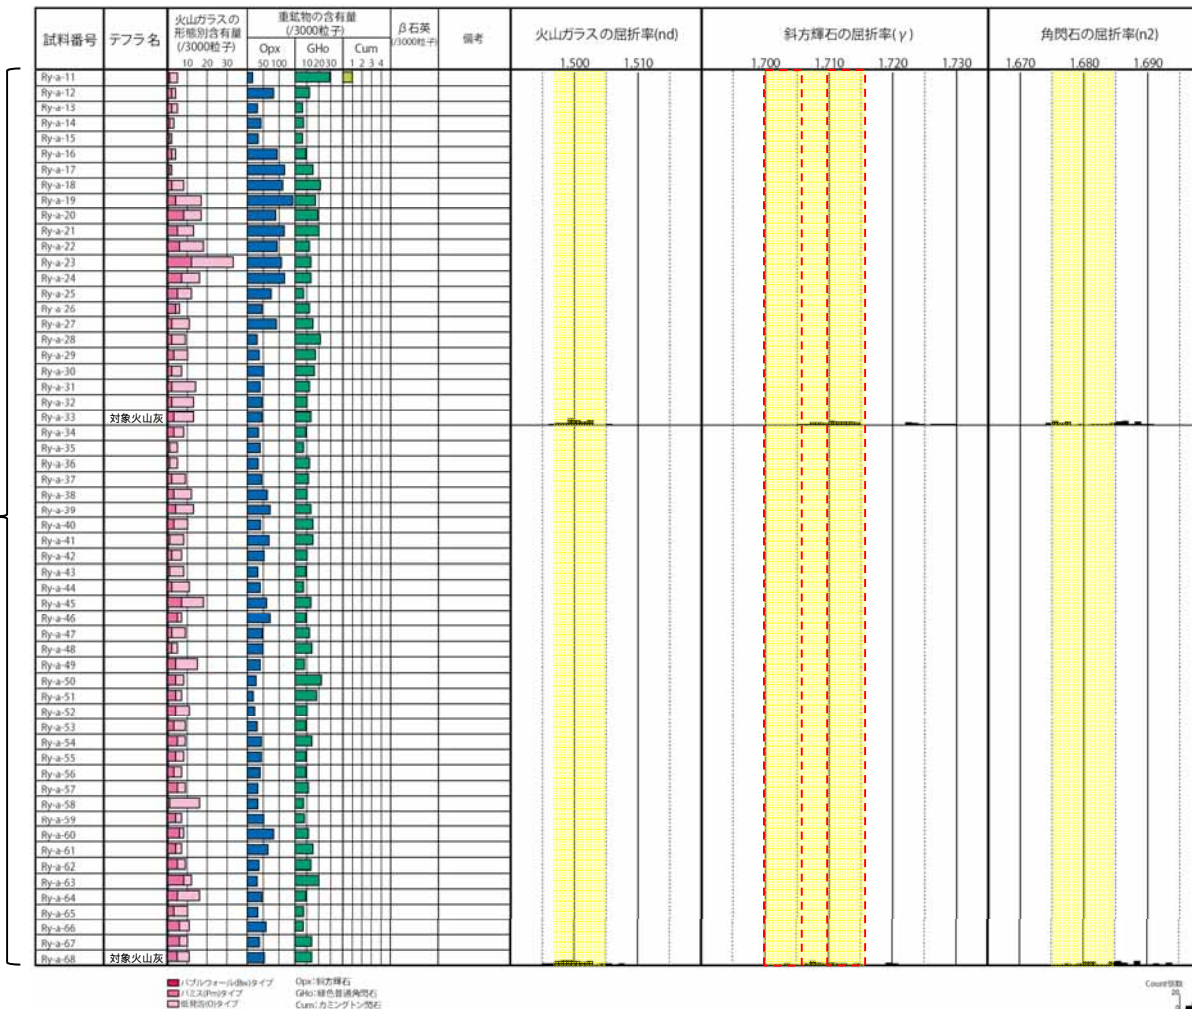 試料番号 テフラ名 火山ガラスの形態別含有量(/3000粒子) 重鉱物の含有量(/3000粒子) β石英(/3000粒子) 備考 火山ガラスの屈折率(nd) 斜方輝石の屈折率(γ) 角閃石の屈折率(n2)
Opx GHo Cum
10 20 30 50 100 10 20 30 1 2 3 4 1,500 1,510 1,700 1,710 1,720 1,730 1,670 1,680 1,690
Ry-a-11
Ry-a-12
Ry-a-13
Ry-a-14
Ry-a-15
Ry-a-16
Ry-a-17
Ry-a-18
Ry-a-19
Ry-a-20
Ry-a-21
Ry-a-22
Ry-a-23
Ry-a-24
Ry-a-25
Ry-a-26
Ry-a-27
Ry-a-28
Ry-a-29
Ry-a-30
Ry-a-31
Ry-a-32
Ry-a-33 対象火山灰
Ry-a-34
Ry-a-35
Ry-a-36
Ry-a-37
Ry-a-38
Ry-a-39
Ry-a-40
Ry-a-41
Ry-a-42
Ry-a-43
Ry-a-44
Ry-a-45
Ry-a-46
Ry-a-47
Ry-a-48
Ry-a-49
Ry-a-50
Ry-a-51
Ry-a-52
Ry-a-53
Ry-a-54
Ry-a-55
Ry-a-56
Ry-a-57
Ry-a-58
Ry-a-59
Ry-a-60
Ry-a-61
Ry-a-62
Ry-a-63
Ry-a-64
Ry-a-65
Ry-a-66
Ry-a-67
Ry-a-68 対象火山灰
バブルウォール(Bw)タイプ Opx:斜方輝石
パミス(Pm)タイプ GHo:緑色普通角閃石
低発泡(O)タイプ Cum:カミングトン閃石
Count個数
20
0